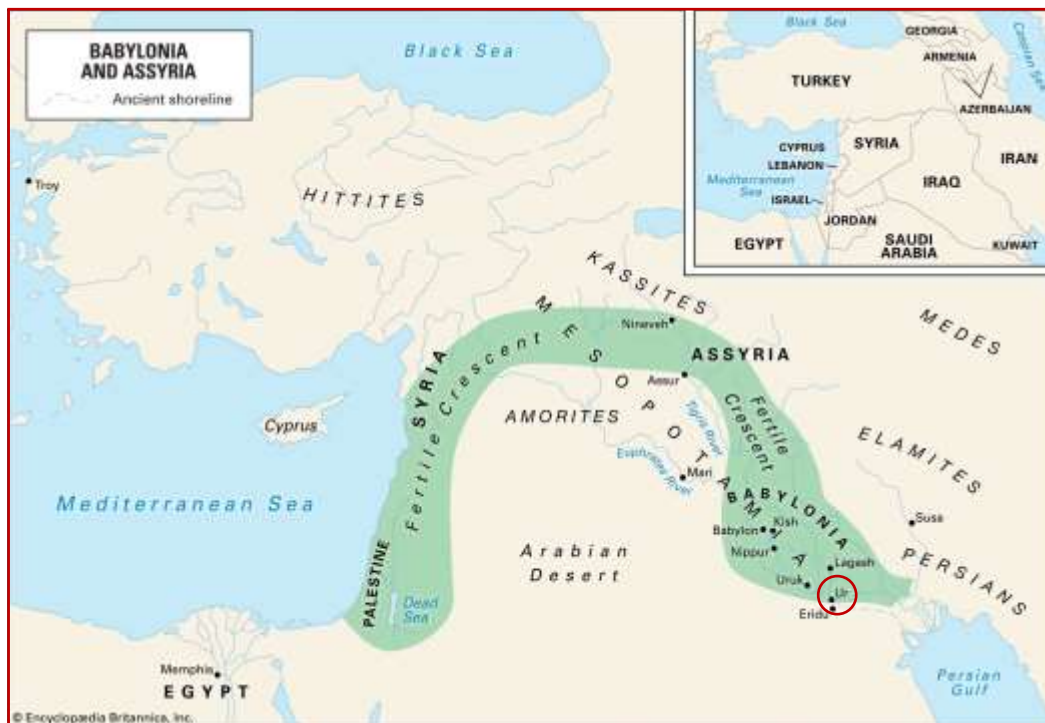 BABYLONIA
AND ASSYRIA
Ancient shoreline
Black Sea
Troy
HITTITES
KASSITES
MEDES
Nineveh
ASSYRIA
Assur
MESOPOTAMIA
SYRIA
Fertile Crescent
AMORITES
Tigris River
Fertile
Crescent
Cyprus
Euphrates River
Mari
ELAMITES
Mediterranean Sea
BABYLONIA
Susa
Babylon
Kish
Nippur
Arabian
Desert
Lagash
PERSIANS
PALESTINE
Dead
Sea
Uruk
Ur
Eridu
Memphis
EGYPT
Persian
Gulf
© Encyclopædia Britannica, Inc.
Black Sea
GEORGIA
Caspian Sea
ARMENIA
TURKEY
AZERBAIJAN
CYPRUS
SYRIA
LEBANON
IRAN
Mediterranean
Sea
IRAQ
ISRAEL
JORDAN
EGYPT
SAUDI
ARABIA
KUWAIT